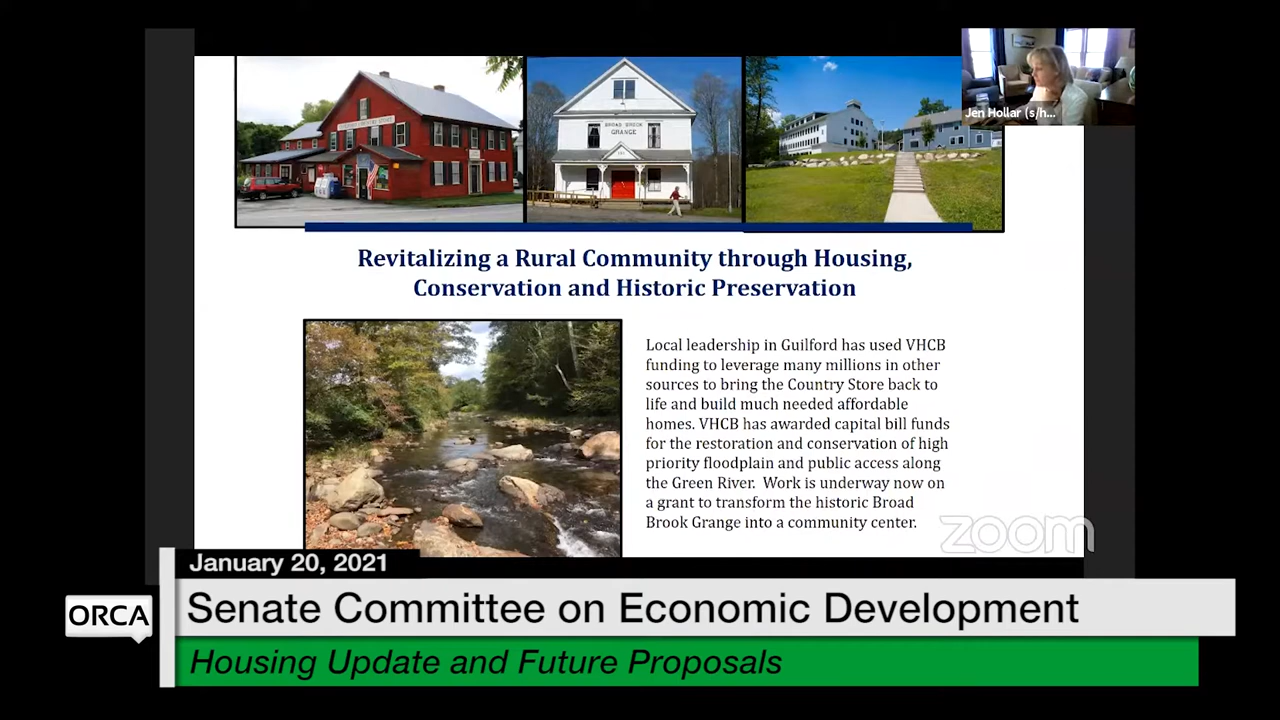 BROAD BROOK
GRANGE
Jen Hollar (s/h...
Revitalizing a Rural Community through Housing,
Conservation and Historic Preservation
Local leadership in Guilford has used VHCB
funding to leverage many millions in other
sources to bring the Country Store back to
life and build much needed affordable
homes. VHCB has awarded capital bill funds
for the restoration and conservation of high
priority floodplain and public access along
the Green River. Work is underway now on
a grant to transform the historic Broad
Brook Grange into a community center.
zoom
January 20, 2021
ORCA
Senate Committee on Economic Development
Housing Update and Future Proposals